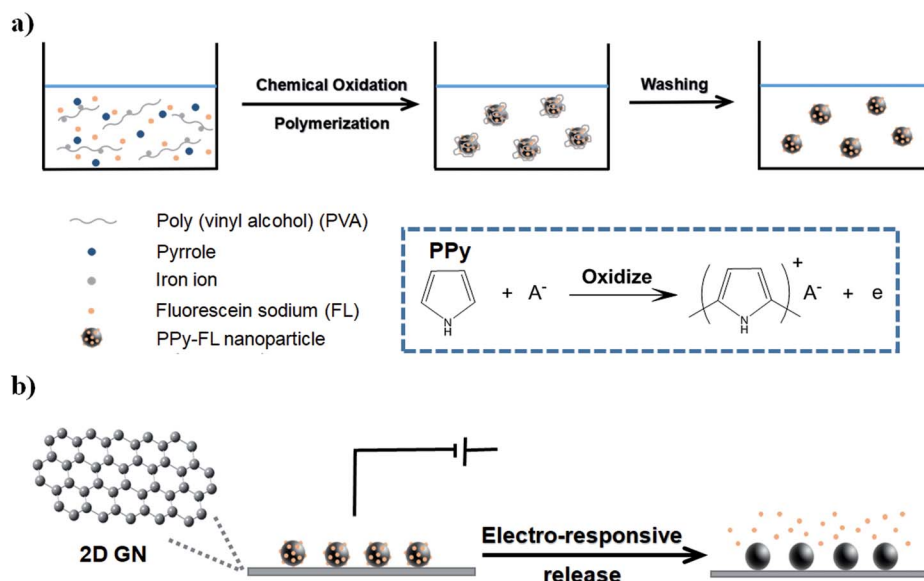 a)
Chemical Oxidation
Polymerization
Washing
Poly (vinyl alcohol) (PVA)
Pyrrole
Iron ion
Fluorescein sodium (FL)
PPy-FL nanoparticle
PPy
N
H
+ A-
Oxidize
N
H
+
A- + e
b)
2D GN
Electro-responsive
release